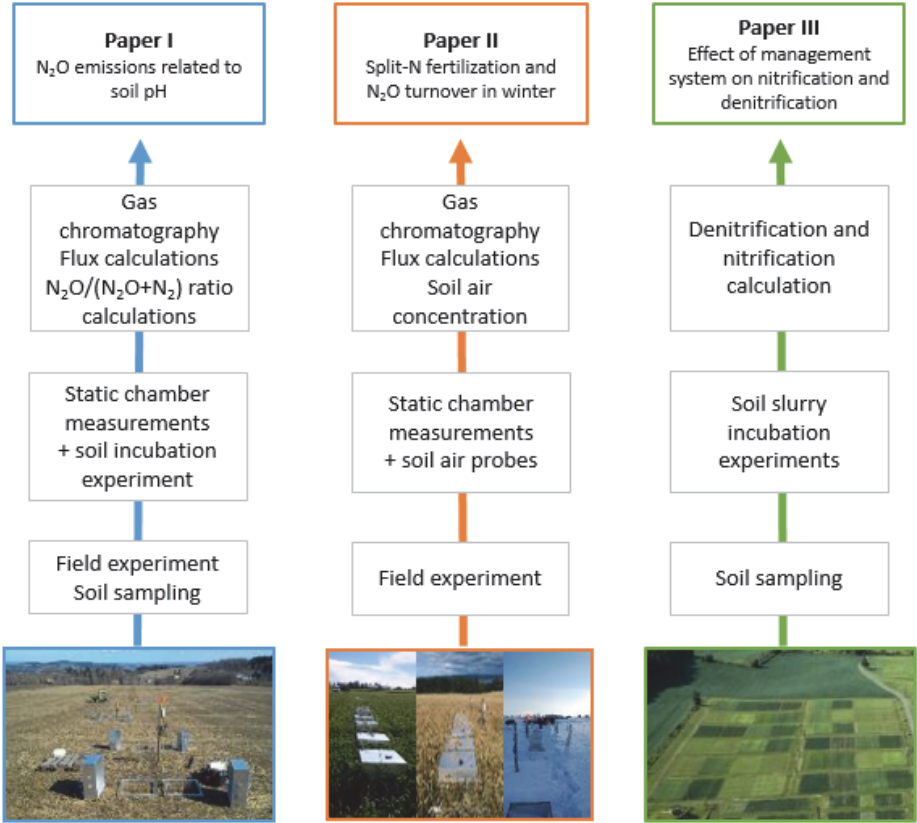 Paper I
N₂O emissions related to
soil pH
Gas
chromatography
Flux calculations
N₂O/(N₂O+N₂) ratio
calculations
Static chamber
measurements
+ soil incubation
experiment
Field experiment
Soil sampling
Paper II
Split-N fertilization and
N₂O turnover in winter
Gas
chromatography
Flux calculations
Soil air
concentration
Static chamber
measurements
+ soil air probes
Field experiment
Paper III
Effect of management
system on nitrification and
denitrification
Denitrification and
nitrification
calculation
Soil slurry
incubation
experiments
Soil sampling